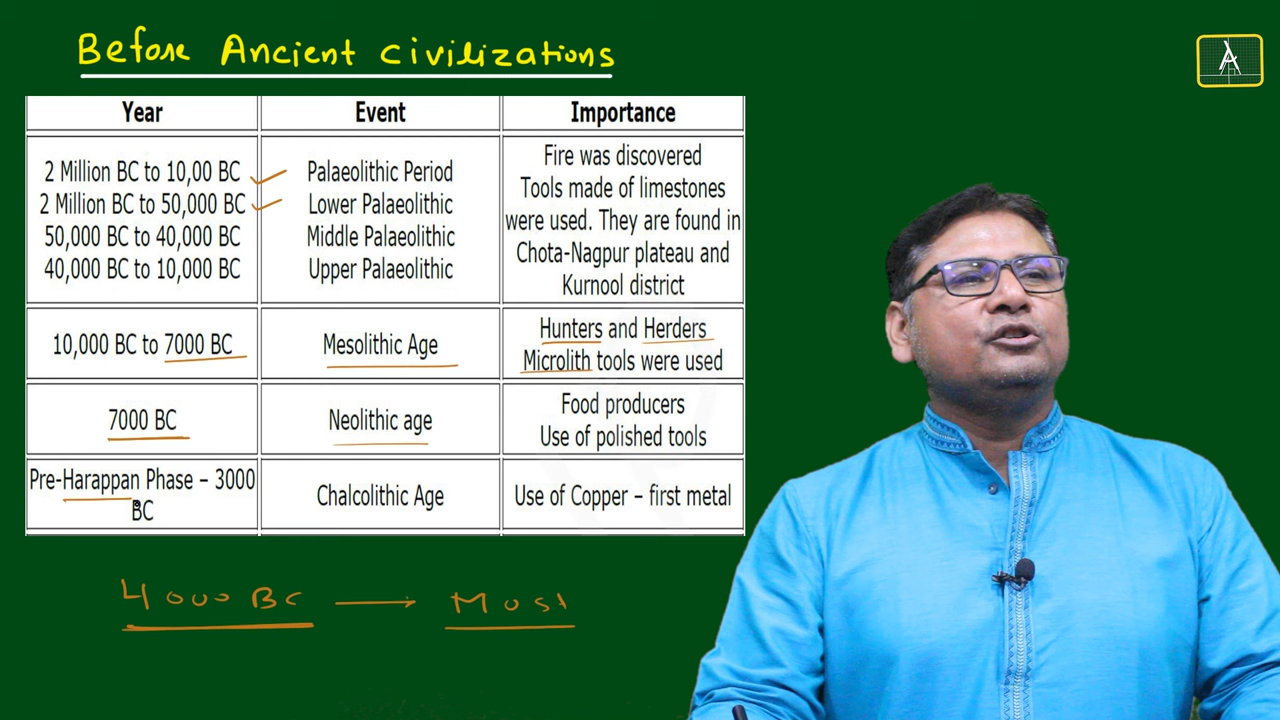 Before Ancient Civilizations
A
Year Event Importance
2 Million BC to 10,00 BC Palaeolithic Period
2 Million BC to 50,000 BC Lower Palaeolithic
50,000 BC to 40,000 BC Middle Palaeolithic
40,000 BC to 10,000 BC Upper Palaeolithic
Fire was discovered
Tools made of limestones
were used. They are found in
Chota-Nagpur plateau and
Kurnool district
10,000 BC to 7000 BC Mesolithic Age
Hunters and Herders
Microlith tools were used
7000 BC Neolithic age
Food producers
Use of polished tools
Pre-Harappan Phase – 3000
BC
Chalcolithic Age Use of Copper – first metal
4000 BC → Most